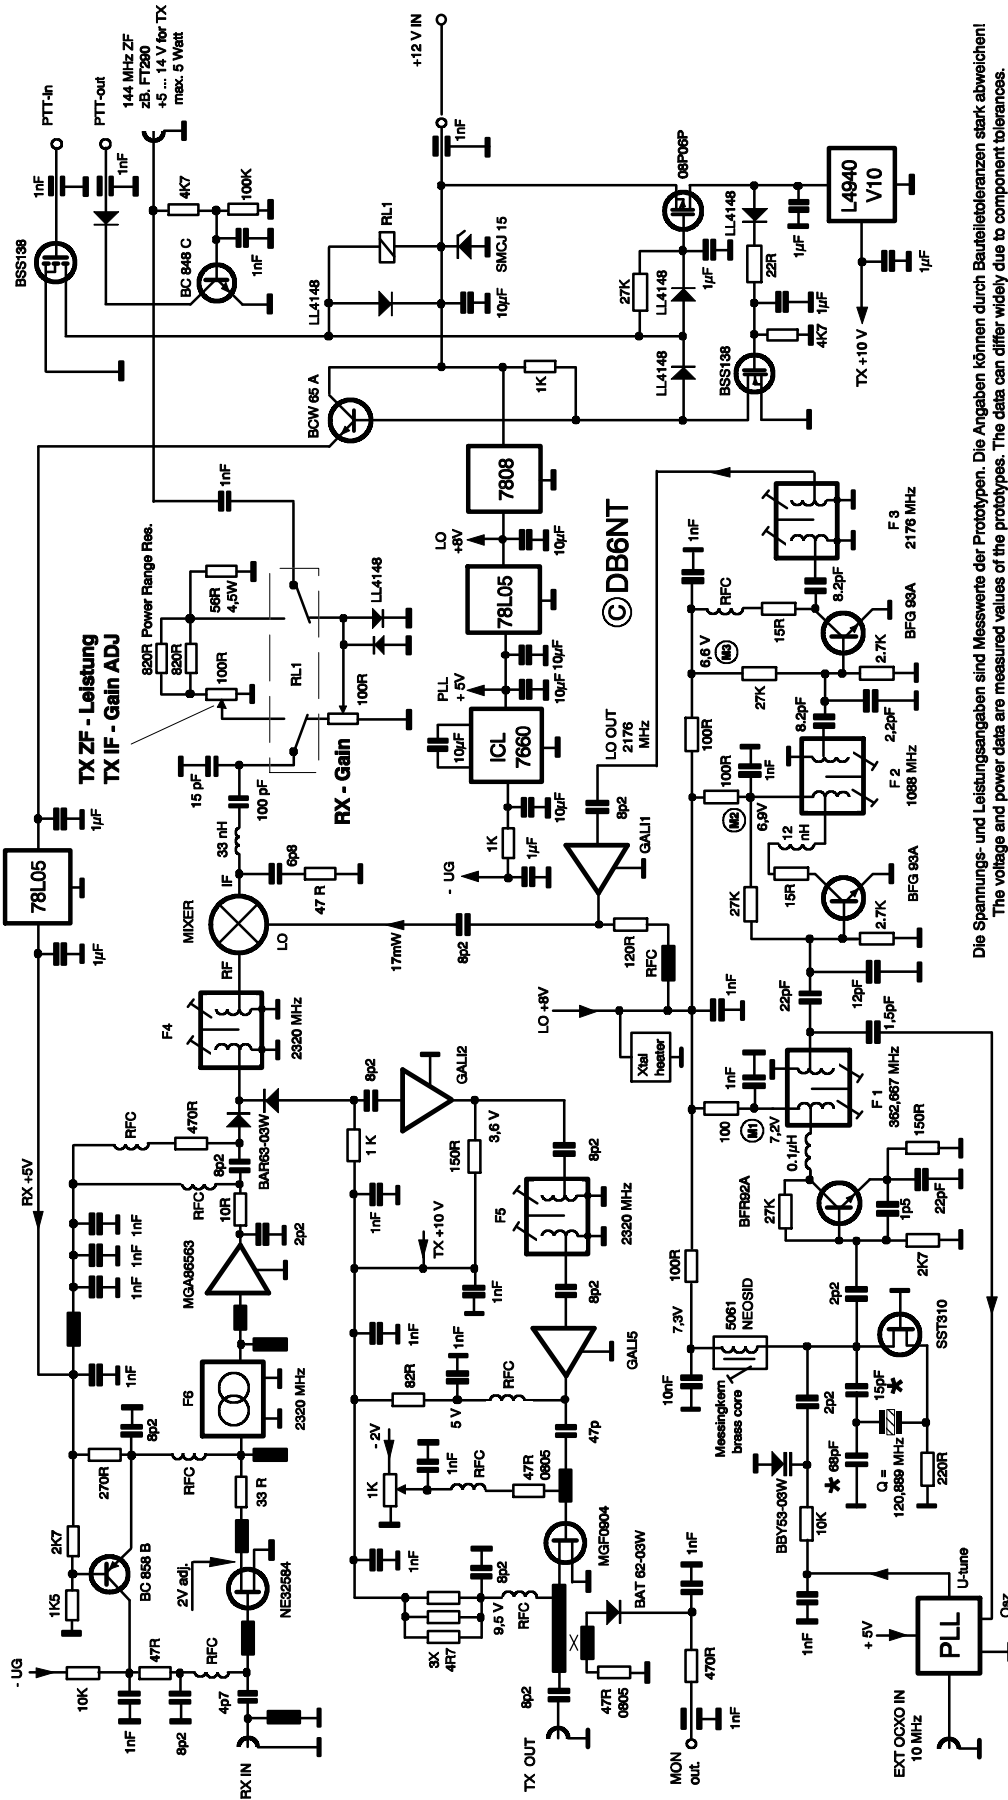 RX IN
- UG
10K
1nF
8p2
47R
RFC
4p7
1K5
2K7
BC 858 B
2V adj.
NE32584
270R
8p2
RFC
33 R
1nF
F6
2320 MHz
RX +5V
1nF
1nF
1nF
MGA86563
2p2
10R
RFC
RFC
470R
8p2
BAR63-03W
F4
2320 MHz
RF
MIXER
IF
LO
1µF
78L05
1µF
33 nH
6p8
47 R
15 pF
100 pF
TX ZF - Leistung
TX IF - Gain ADJ
RX - Gain
820R Power Range Res.
820R
100R
56R
4,5W
RL1
100R
LL4148
1nF
BCW 65 A
BSS138
1nF
PTT-In
PTT-out
1nF
BC 848 C
4K7
100K
1nF
144 MHz ZF
zB. FT290
+5 ... 14 V for TX
max. 5 Watt
+12 V IN
1nF
LL4148
RL1
10µF
SMCJ 15
TX OUT
8p2
3X
4R7
9,5 V
RFC
8p2
1nF
47R
0805
BAT 62-03W
MGF0904
1K
- 2V
1nF
RFC
47R
0805
47p
82R
5 V
1nF
RFC
GALI5
8p2
1nF
1nF
TX +10 V
1nF
150R
3,6 V
F5
2320 MHz
8p2
1 K
8p2
GALI2
17mW
8p2
120R
RFC
LO +8V
Xtal
heater
GALI1
8p2
LO OUT
2176
MHz
- UG
1µF
1K
10µF
ICL
7660
10µF
PLL
+ 5V
10µF
10µF
78L05
LO
+8V
10µF
7808
1K
© DB6NT
27K
LL4148
LL4148
1µF
08P06P
LL4148
22R
1µF
4K7
BSS138
1µF
L4940
V10
1µF
TX +10 V
MON
out.
1nF
470R
1nF
10nF
7,3V
100R
Messingkern
brass core
5061
NEOSID
BBY53-03W
10K
1nF
2p2
2p2
68pF
15pF
Q =
120,889 MHz
220R
SST310
EXT OCXO IN
10 MHz
PLL
+ 5V
U-tune
Osz
BFR92A
27K
2K7
1p5
22pF
150R
0.1µH
100
M1
7,2V
1nF
F 1
362,667 MHz
22pF
12pF
1,5pF
1nF
27K
15R
12
nH
2.7K
BFG 93A
100R
M2
6,9V
1nF
F 2
1088 MHz
8.2pF
2,2pF
100R
27K
6,6 V
M3
RFC
1nF
15R
2.7K
BFG 93A
8.2pF
F 3
2176 MHz
Die Spannungs- und Leistungsangaben sind Messwerte der Prototypen. Die Angaben können durch Bauteiletoleranzen stark abweichen!
The voltage and power data are measured values of the prototypes. The data can differ widely due to component tolerances.